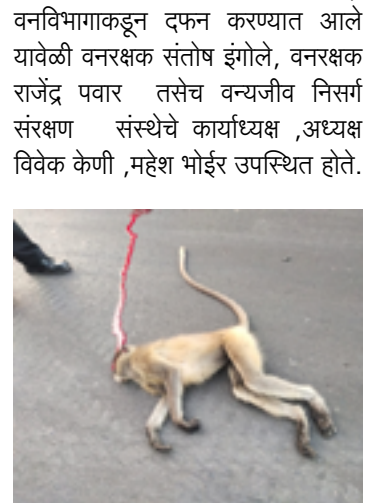 वनविभागाकडून दफन करण्यात आले
यावेळी वनरक्षक संतोष इंगोले, वनरक्षक
राजेंद्र पवार तसेच वन्यजीव निसर्ग
संरक्षण संस्थेचे कार्याध्यक्ष ,अध्यक्ष
विवेक केणी ,महेश भोईर उपस्थित होते.